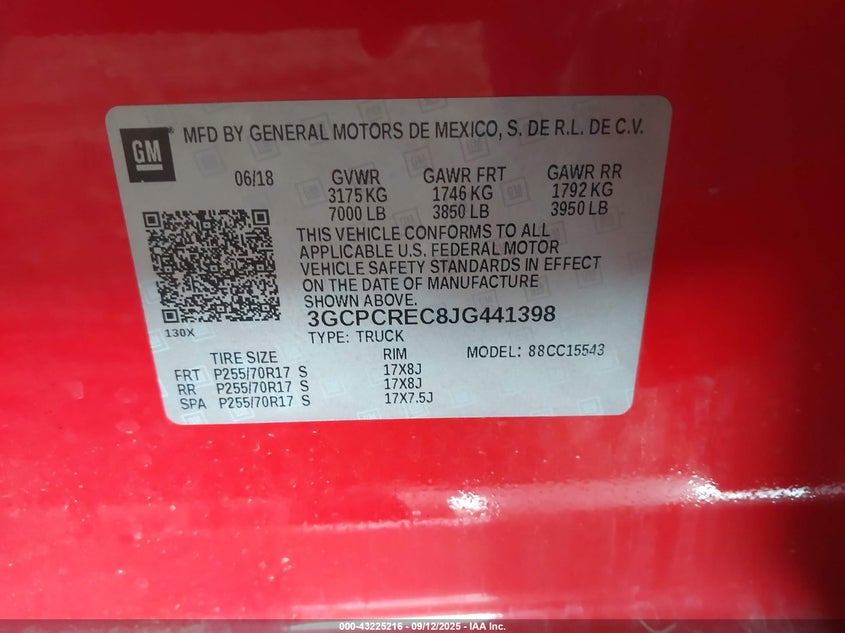 GM
MFD BY GENERAL MOTORS DE MEXICO, S. DE R.L. DE C.V.
06/18 GVWR GAWR FRT GAWR RR
3175 KG 1746 KG 1792 KG
7000 LB 3850 LB 3950 LB
THIS VEHICLE CONFORMS TO ALL
APPLICABLE U.S. FEDERAL MOTOR
VEHICLE SAFETY STANDARDS IN EFFECT
ON THE DATE OF MANUFACTURE
SHOWN ABOVE.
130X
3GCPCREC8JG441398
TYPE: TRUCK
TIRE SIZE RIM MODEL: 88CC15543
FRT P255/70R17 S 17X8J
RR P255/70R17 S 17X8J
SPA P255/70R17 S 17X7.5J
000-43225216 - 09/12/2025 - IAA Inc.